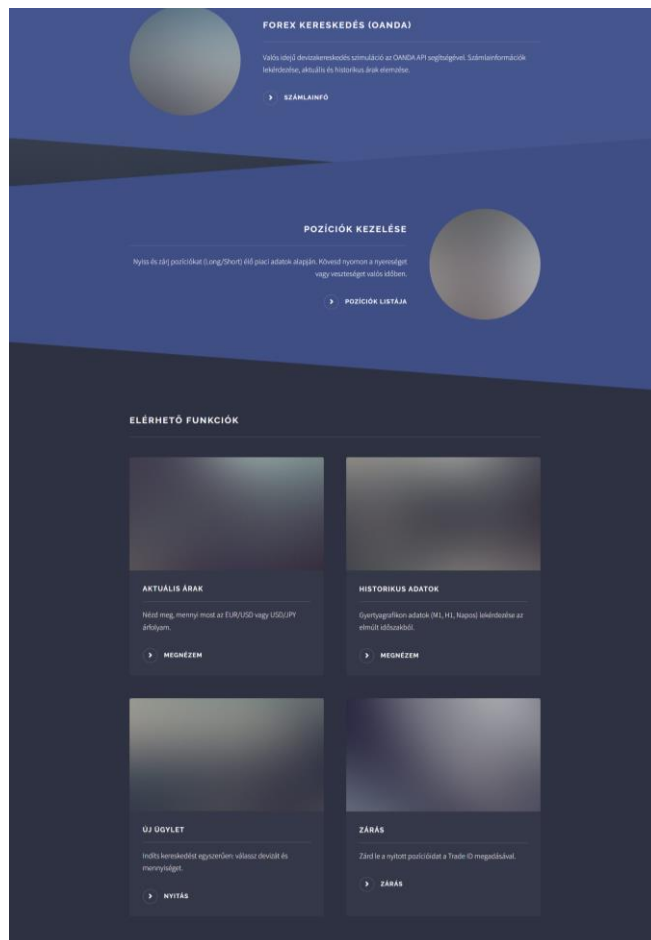 FOREX KERESKEDÉS (OANDA)
Valós idejű devizakereskedés szimuláció az OANDA API segítségével. Számlainformációk
lekérdezése, aktuális és historikus árak elemzése.
SZÁMLAINFÓ
POZÍCIÓK KEZELÉSE
Nyiss és zárj pozíciókat (Long/Short) élő piaci adatok alapján. Kövesd nyomon a nyereséget
vagy veszteséget valós időben.
POZÍCIÓK LISTÁJA
ELÉRHETŐ FUNKCIÓK
AKTUÁLIS ÁRAK
Nézd meg, mennyi most az EUR/USD vagy USD/JPY
árfolyam.
MEGNÉZEM
HISTORIKUS ADATOK
Gyertyagrafikon adatok (M1, H1, Napos) lekérdezése az
elmúlt időszakból.
MEGNÉZEM
ÚJ ÜGYLET
Indíts kereskedést egyszerűen: válassz devizát és
mennyiséget.
NYITÁS
ZÁRÁS
Zárd le a nyitott pozícióidat a Trade ID megadásával.
ZÁRÁS